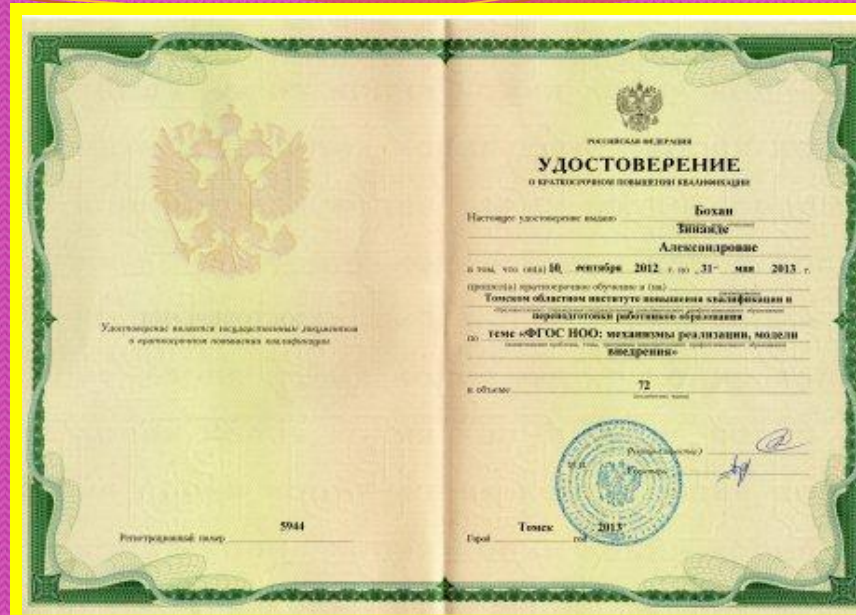 Удостоверение является государственным документом
о краткосрочном повышении квалификации
Регистрационный номер 5944
РОССИЙСКАЯ ФЕДЕРАЦИЯ
УДОСТОВЕРЕНИЕ
О КРАТКОСРОЧНОМ ПОВЫШЕНИИ КВАЛИФИКАЦИИ
Настоящее удостоверение выдано Бохан
Зинаиде
Александровне
в том, что он(а) 10 сентября 2012 г. по 31 мая 2013 г.
прошел(а) краткосрочное обучение в (на)
Томском областном институте повышения квалификации и
переподготовки работников образования
по теме «ФГОС НОО: механизмы реализации, модели
внедрения»
в объеме 72
М.П. Ректор
Секретарь
Город Томск год 2013